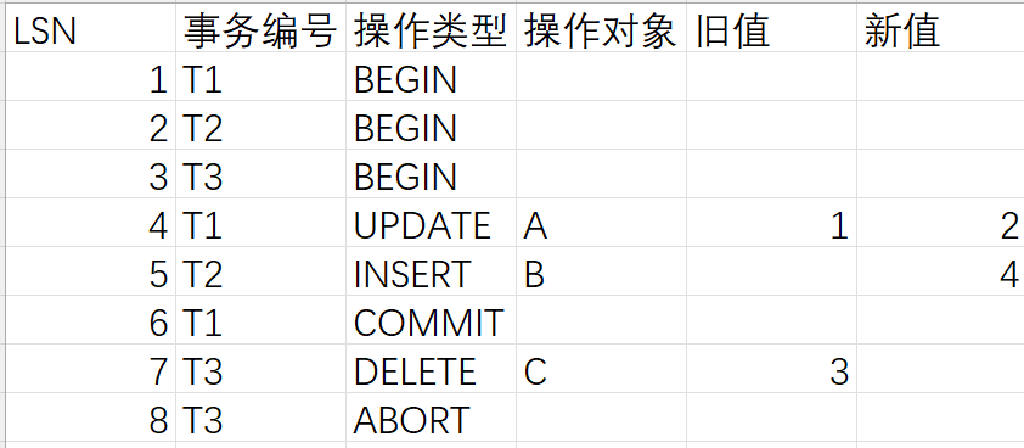 LSN 事务编号 操作类型 操作对象 旧值 新值
1 T1 BEGIN
2 T2 BEGIN
3 T3 BEGIN
4 T1 UPDATE A 1 2
5 T2 INSERT B 4
6 T1 COMMIT
7 T3 DELETE C 3
8 T3 ABORT